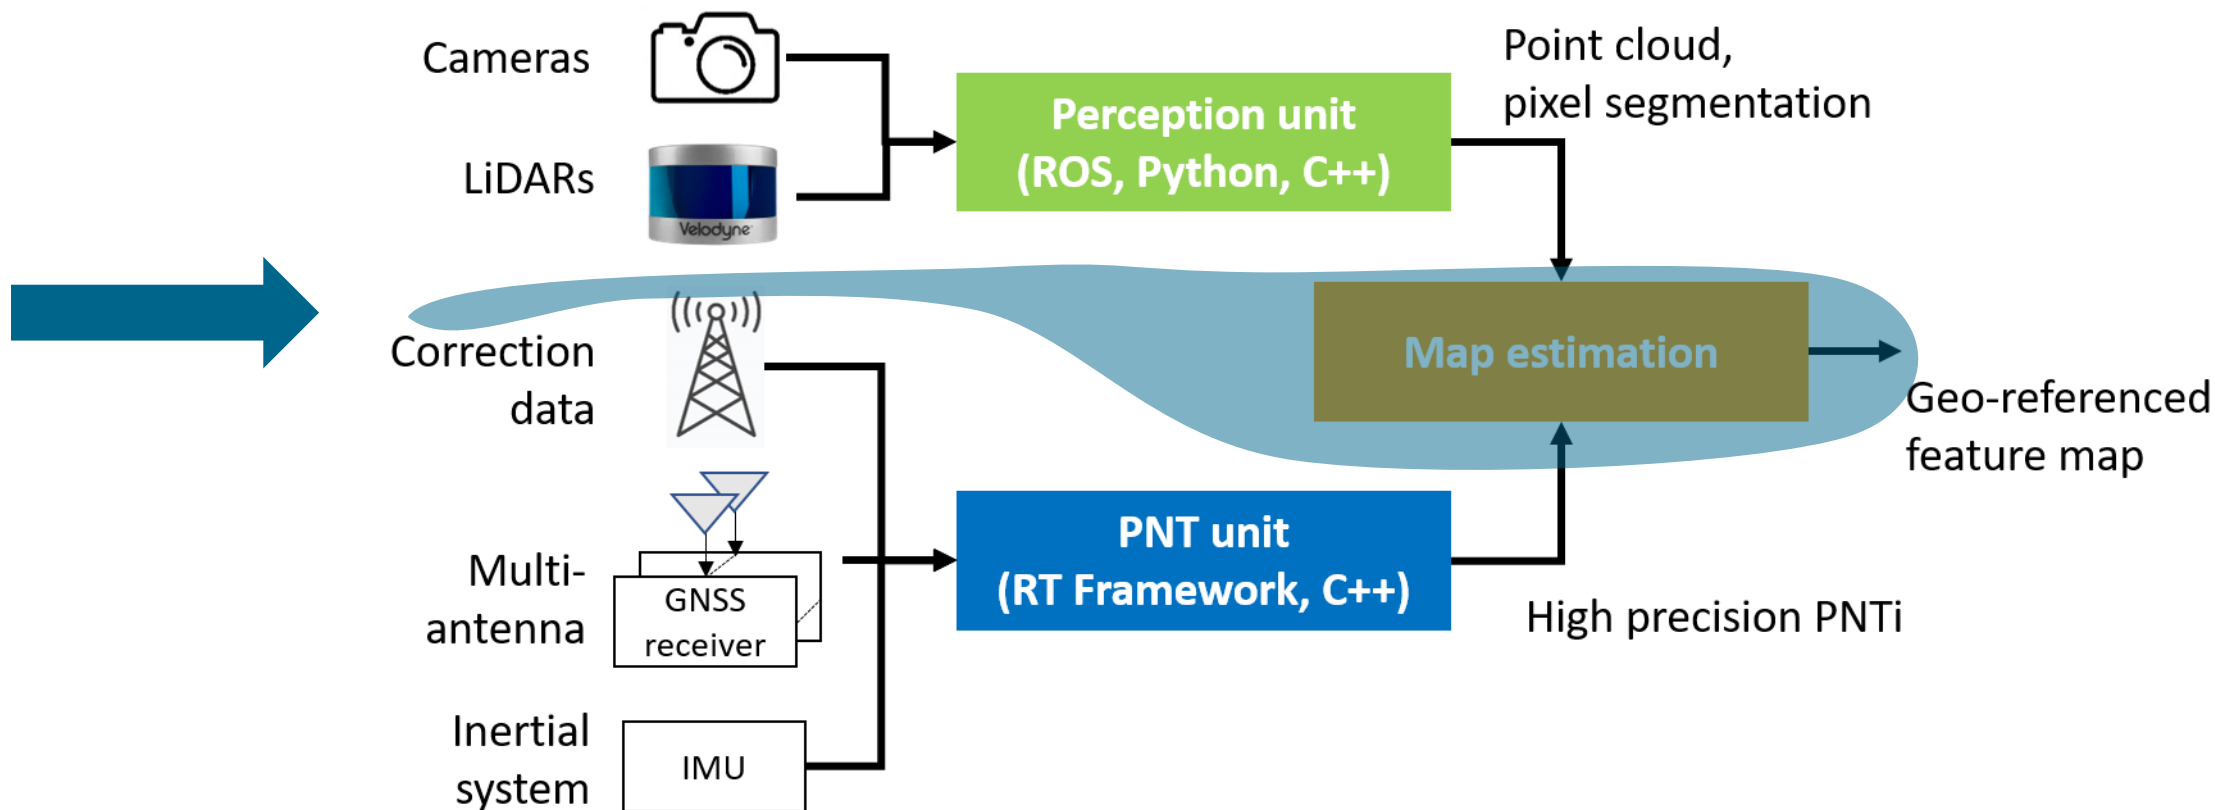 Cameras
LiDARs
Velodyne
Perception unit
(ROS, Python, C++)
Point cloud,
pixel segmentation
Correction
data
Map estimation
Geo-referenced
feature map
Multi-
antenna
GNSS
receiver
PNT unit
(RT Framework, C++)
High precision PNTi
Inertial
system
IMU